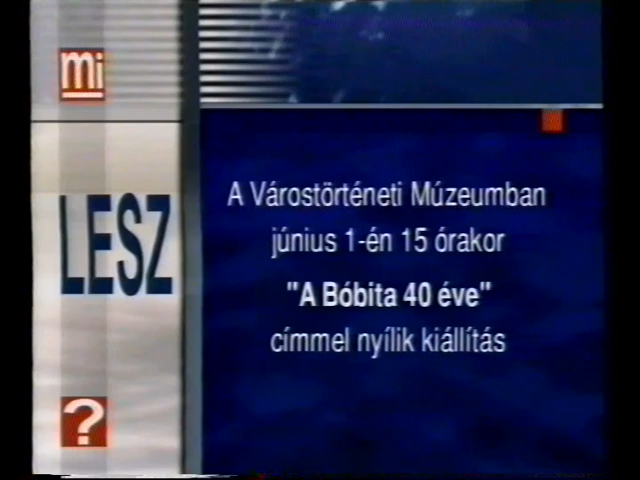 mi
LESZ
?
A Várostörténeti Múzeumban
június 1-én 15 órakor
"A Bóbita 40 éve"
címmel nyílik kiállítás